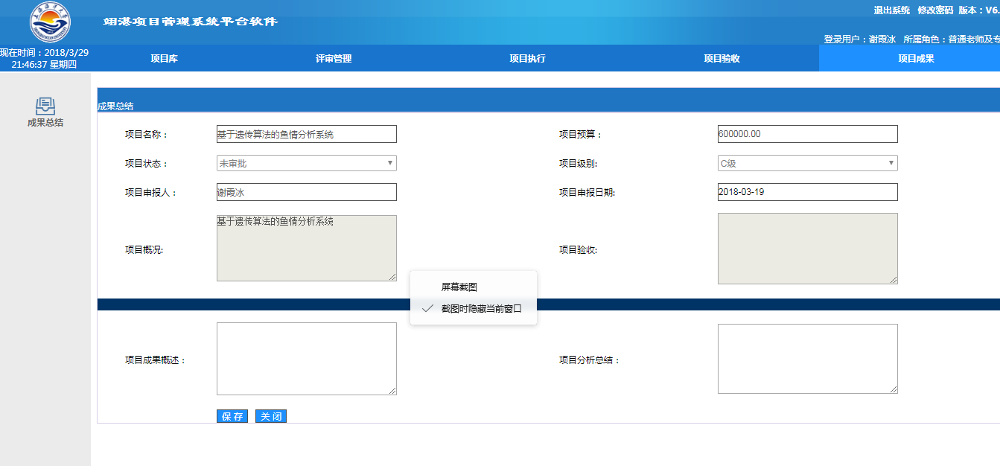 退出系统 修改密码 版本：V6.
翊港项目管理系统平台软件
登录用户：谢霞冰 所属角色：普通老师及专
现在时间：2018/3/29
21:46:37 星期四
项目库 评审管理 项目执行 项目验收 项目成果
成果总结
成果总结
项目名称： 基于遗传算法的鱼情分析系统 项目预算： 600000.00
项目状态： 未审批 项目级别: C级
项目申报人： 谢霞冰 项目申报日期: 2018-03-19
基于遗传算法的鱼情分析系统
项目概况: 项目验收:
屏幕截图
截图时隐藏当前窗口
项目成果概述： 项目分析总结：
保存 关闭